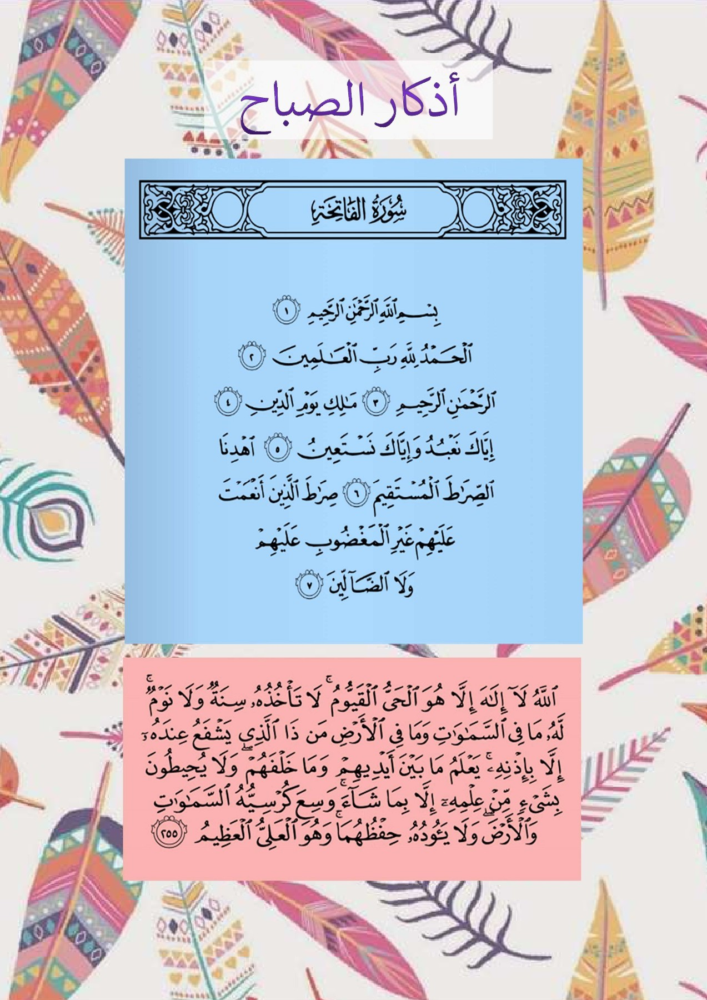 أذكار الصباح
سُورَةُ الفَاتِحَةِ
بِسْمِ ٱللَّهِ ٱلرَّحْمَٰنِ ٱلرَّحِيمِ ١
ٱلْحَمْدُ لِلَّهِ رَبِّ ٱلْعَٰلَمِينَ ٢
ٱلرَّحْمَٰنِ ٱلرَّحِيمِ ٣ مَٰلِكِ يَوْمِ ٱلدِّينِ ٤
إِيَّاكَ نَعْبُدُ وَإِيَّاكَ نَسْتَعِينُ ٥ ٱهْدِنَا
ٱلصِّرَٰطَ ٱلْمُسْتَقِيمَ ٦ صِرَٰطَ ٱلَّذِينَ أَنْعَمْتَ
عَلَيْهِمْ غَيْرِ ٱلْمَغْضُوبِ عَلَيْهِمْ
وَلَا ٱلضَّآلِّينَ ٧
ٱللَّهُ لَآ إِلَٰهَ إِلَّا هُوَ ٱلْحَىُّ ٱلْقَيُّومُ ۚ لَا تَأْخُذُهُۥ سِنَةٌ وَلَا نَوْمٌ ۚ
لَّهُۥ مَا فِى ٱلسَّمَٰوَٰتِ وَمَا فِى ٱلْأَرْضِ ۗ مَن ذَا ٱلَّذِى يَشْفَعُ عِندَهُۥٓ
إِلَّا بِإِذْنِهِۦ ۚ يَعْلَمُ مَا بَيْنَ أَيْدِيهِمْ وَمَا خَلْفَهُمْ ۖ وَلَا يُحِيطُونَ
بِشَىْءٍ مِّنْ عِلْمِهِۦٓ إِلَّا بِمَا شَآءَ ۚ وَسِعَ كُرْسِيُّهُ ٱلسَّمَٰوَٰتِ
وَٱلْأَرْضَ ۖ وَلَا يَـُٔودُهُۥ حِفْظُهُمَا ۚ وَهُوَ ٱلْعَلِىُّ ٱلْعَظِيمُ ٢٥٥